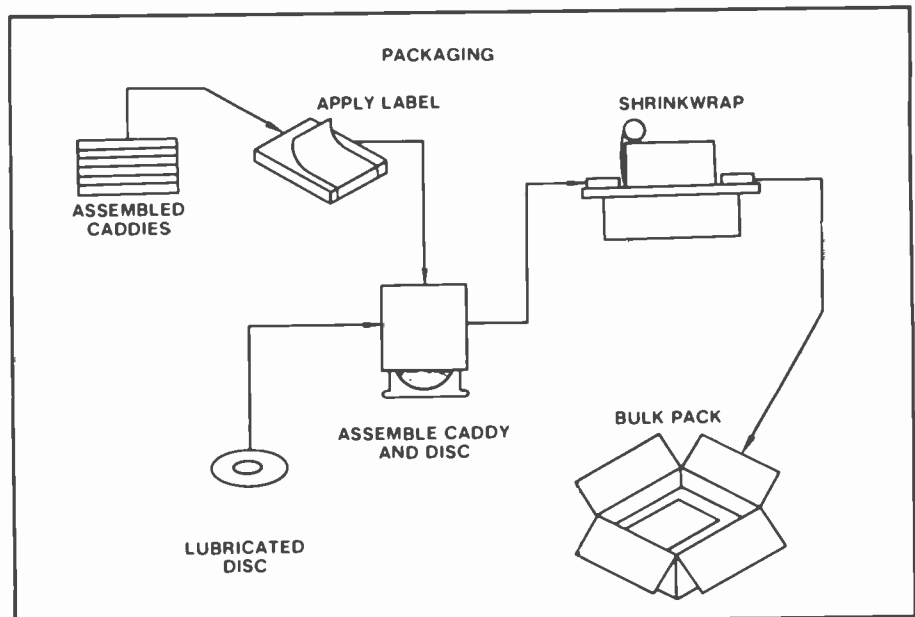 PACKAGING
APPLY LABEL
SHRINKWRAP
ASSEMBLED
CADDIES
ASSEMBLE CADDY
AND DISC
BULK PACK
LUBRICATED
DISC